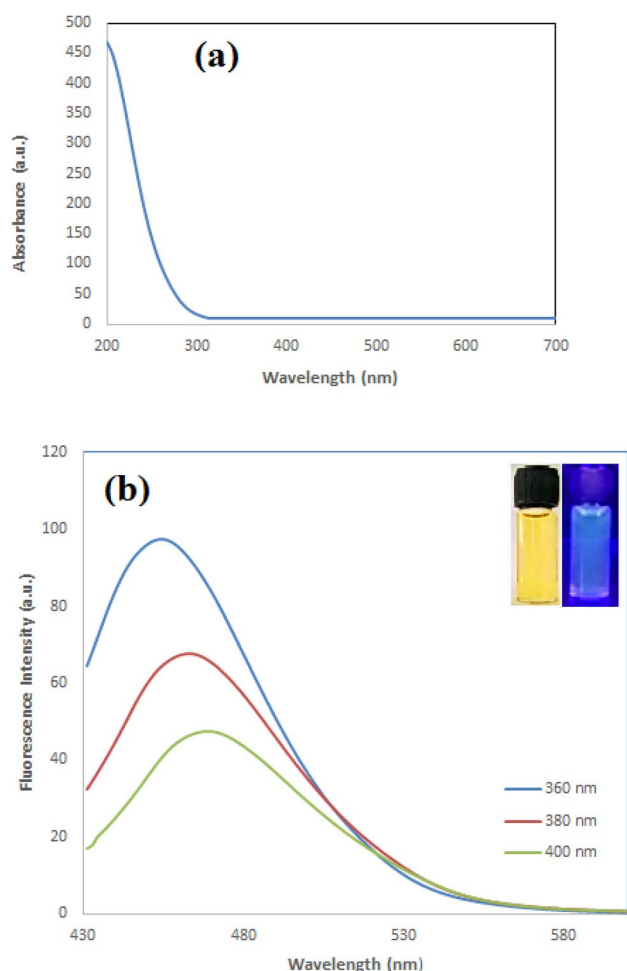 (a)
Absorbance (a.u.)
500
450
400
350
300
250
200
150
100
50
0
200 300 400 500 600 700
Wavelength (nm)
(b)
Fluorescence Intensity (a.u.)
120
100
80
60
40
20
0
360 nm
380 nm
400 nm
430 480 530 580
Wavelength (nm)